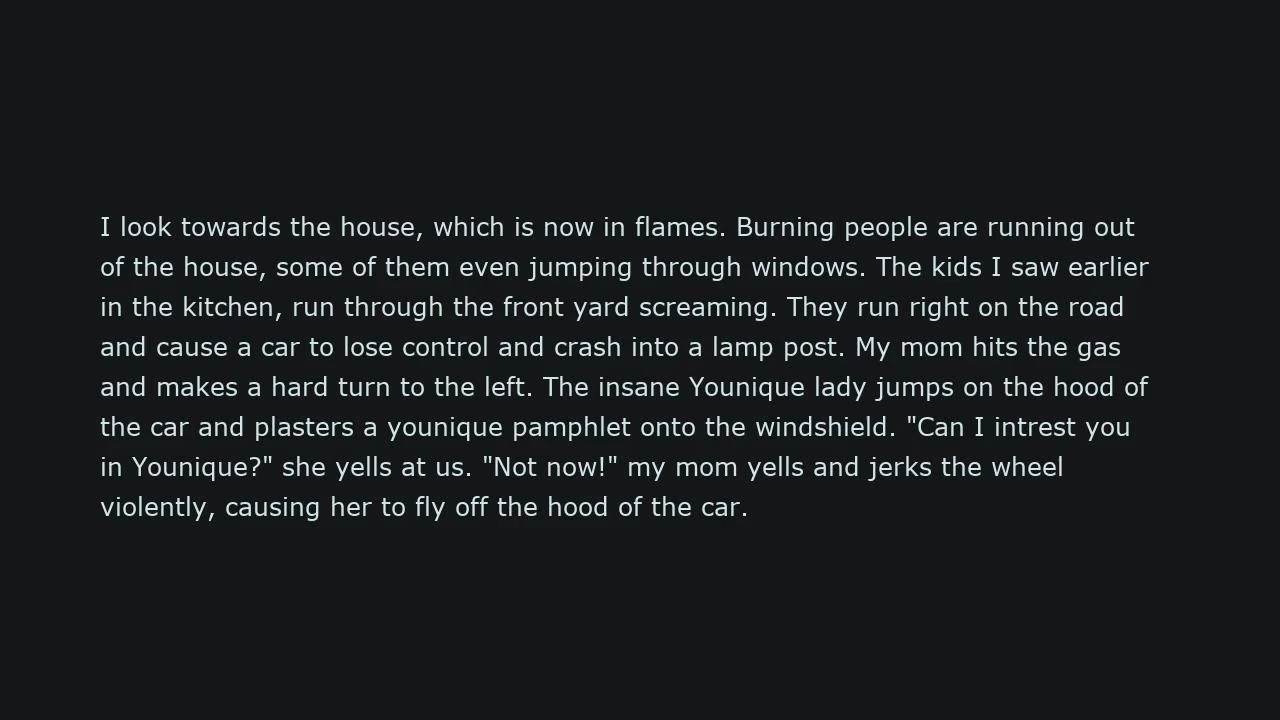 I look towards the house, which is now in flames. Burning people are running out
of the house, some of them even jumping through windows. The kids I saw earlier
in the kitchen, run through the front yard screaming. They run right on the road
and cause a car to lose control and crash into a lamp post. My mom hits the gas
and makes a hard turn to the left. The insane Younique lady jumps on the hood of
the car and plasters a younique pamphlet onto the windshield. "Can I intrest you
in Younique?" she yells at us. "Not now!" my mom yells and jerks the wheel
violently, causing her to fly off the hood of the car.